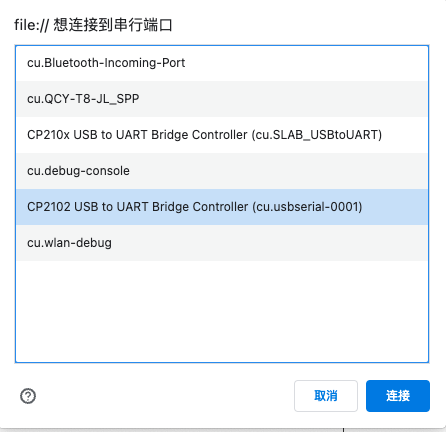 file:// 想连接到串行端口
cu.Bluetooth-Incoming-Port
cu.QCY-T8-JL_SPP
CP210x USB to UART Bridge Controller (cu.SLAB_USBtoUART)
cu.debug-console
CP2102 USB to UART Bridge Controller (cu.usbserial-0001)
cu.wlan-debug
取消
连接